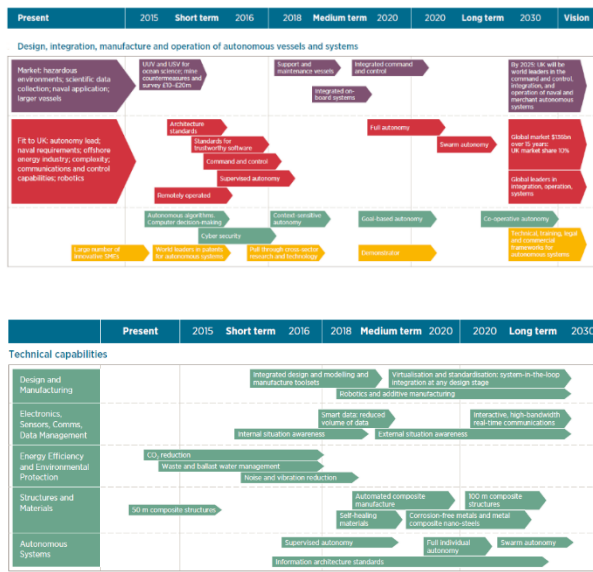 Present 2015 Short term 2016 2018 Medium term 2020 2020 Long term 2030 Vision
Design, integration, manufacture and operation of autonomous vessels and systems
Market: hazardous
environments; scientific data
collection; naval application;
larger vessels
UUV and USV for
ocean science; mine
countermeasures and
survey £10–£20m
Support and
maintenance vessels
Integrated command
and control
Integrated on-
board systems
By 2025: UK will be
world leaders in the
command and control,
integration, and
operation of naval and
merchant autonomous
systems
Fit to UK: autonomy lead;
naval requirements; offshore
energy industry; complexity;
communications and control
capabilities; robotics
Architecture
standards
Standards for
trustworthy software
Command and control
Supervised autonomy
Remotely operated
Full autonomy
Swarm autonomy
Global market $136bn
over 15 years:
UK market share 10%
Global leaders in
integration, operation,
systems
Autonomous algorithms
Computer decision-making
Context-sensitive
autonomy
Goal-based autonomy
Co-operative autonomy
Cyber security
Large number of
innovative SMEs
World leaders in patents
for autonomous systems
Pull through cross sector
research and technology
Demonstrator
Technical, training, legal
and commercial
frameworks for
autonomous systems
Present 2015 Short term 2016 2018 Medium term 2020 2020 Long term 2030
Technical capabilities
Design and
Manufacturing
Integrated design and modelling and
manufacture toolsets
Virtualisation and standardisation: system-in-the-loop
integration at any design stage
Robotics and additive manufacturing
Electronics,
Sensors, Comms,
Data Management
Smart data: reduced
volume of data
Interactive, high-bandwidth
real-time communications
Internal situation awareness
External situation awareness
Energy Efficiency
and Environmental
Protection
CO₂ reduction
Waste and ballast water management
Noise and vibration reduction
Structures and
Materials
50 m composite structures
Automated composite
manufacture
100 m composite
structures
Self-healing
materials
Corrosion-free metals and metal
composite nano-steels
Autonomous
Systems
Supervised autonomy
Full individual
autonomy
Swarm autonomy
Information architecture standards